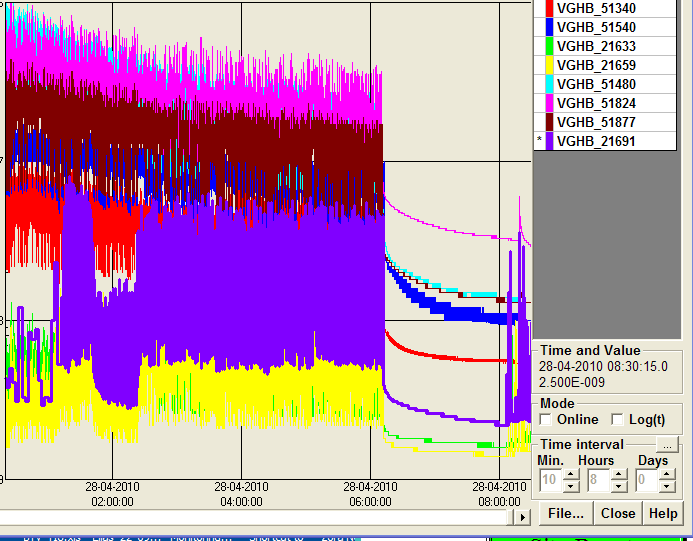 VGHB_51340
VGHB_51540
VGHB_21633
VGHB_21659
VGHB_51480
VGHB_51824
VGHB_51877
* VGHB_21691
7
8
Time and Value
28-04-2010 08:30:15.0
2.500E-009
Mode
Online Log(t)
Time interval ...
Min. Hours Days
10 8 0
28-04-2010 28-04-2010 28-04-2010 28-04-2010
02:00:00 04:00:00 06:00:00 08:00:00
File... Close Help